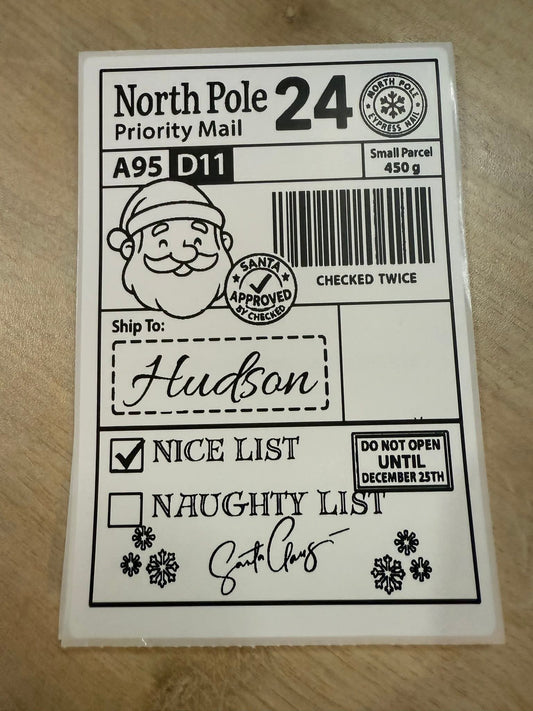 North Pole 24
Priority Mail
NORTH POLE
EXPRESS MAIL
A95 D11
Small Parcel
450 g
CHECKED TWICE
SANTA
APPROVED
BY CHECKED
Ship To:
Hudson
NICE LIST
DO NOT OPEN
UNTIL
DECEMBER 25TH
NAUGHTY LIST
Santa Claus